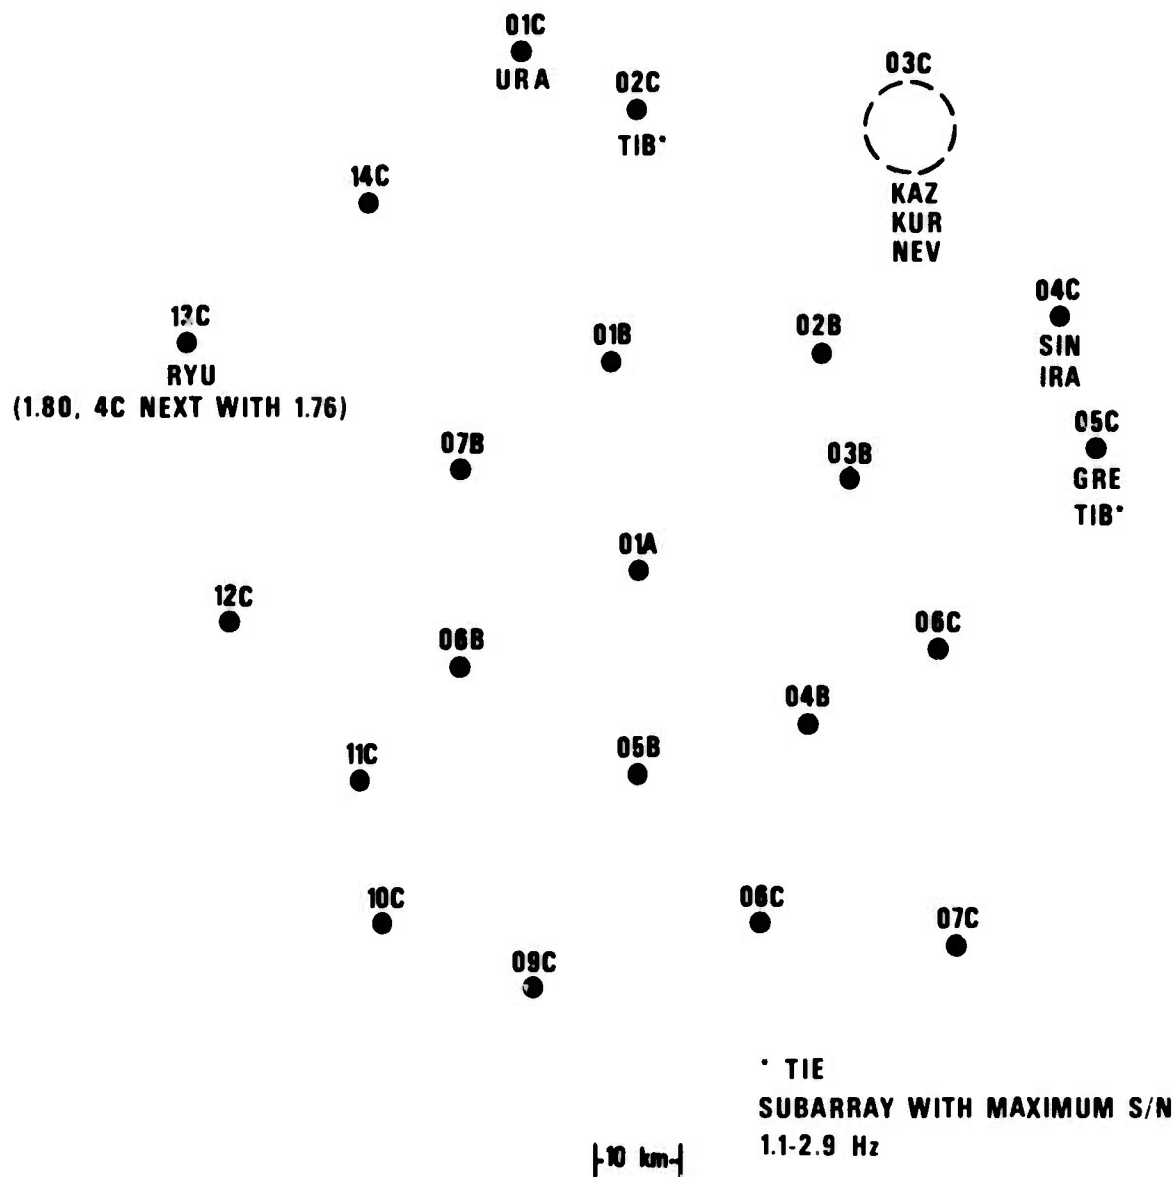 01C
URA
02C
TIB*
03C
KAZ
KUR
NEV
14C
04C
SIN
IRA
13C
RYU
(1.80, 4C NEXT WITH 1.76)
01B
02B
05C
GRE
TIB*
07B
03B
01A
12C
06B
06C
04B
05B
11C
10C
06C
07C
09C
* TIE
SUBARRAY WITH MAXIMUM S/N
1.1-2.9 Hz
10 km